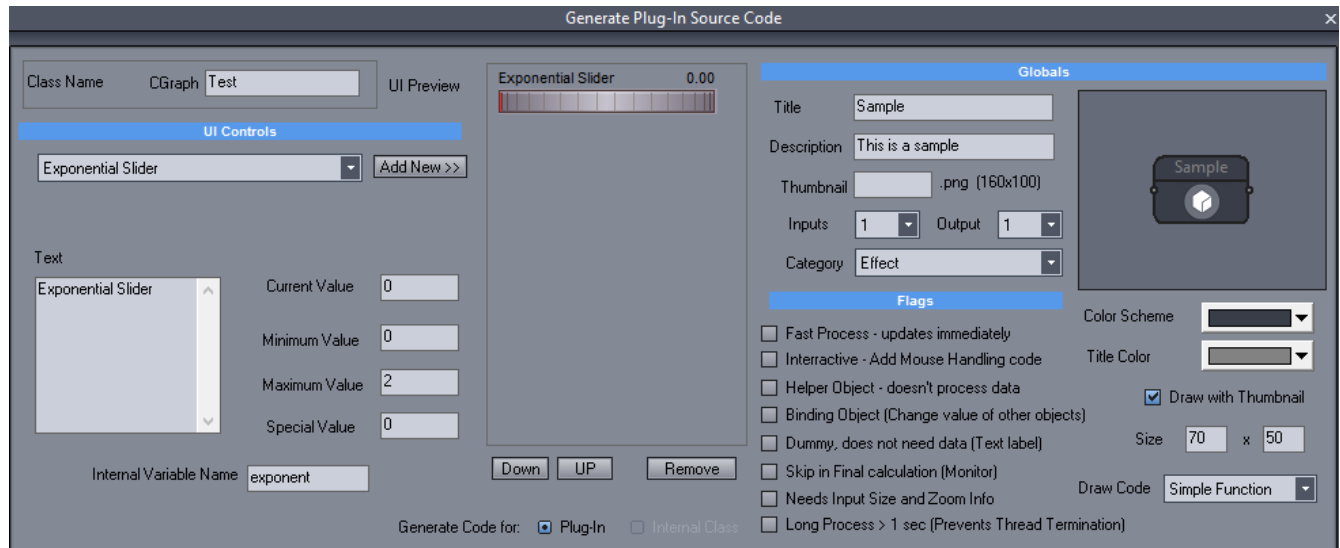 Generate Plug-In Source Code
Class Name CGraph Test
UI Preview
UI Controls
Exponential Slider Add New >>
Text
Exponential Slider
Current Value 0
Minimum Value 0
Maximum Value 2
Special Value 0
Internal Variable Name exponent
Exponential Slider 0.00
Down UP Remove
Generate Code for: Plug-In Internal Class
Globals
Title Sample
Description This is a sample
Thumbnail .png (160x100)
Inputs 1 Output 1
Category Effect
Sample
Flags
Fast Process - updates immediately
Interractive - Add Mouse Handling code
Helper Object - doesn't process data
Binding Object (Change value of other objects)
Dummy, does not need data (Text label)
Skip in Final calculation (Monitor)
Needs Input Size and Zoom Info
Long Process > 1 sec (Prevents Thread Termination)
Color Scheme
Title Color
Draw with Thumbnail
Size 70 x 50
Draw Code Simple Function